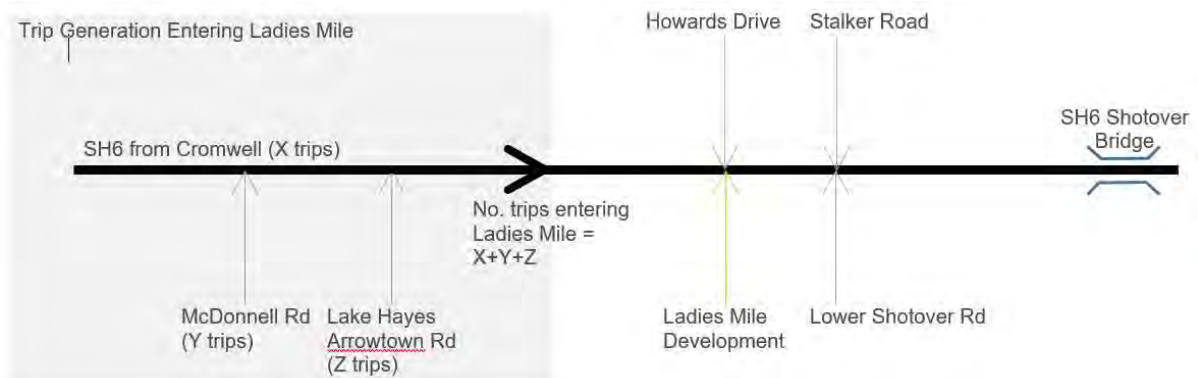 Trip Generation Entering Ladies Mile
Howards Drive
Stalker Road
SH6 Shotover
Bridge
SH6 from Cromwell (X trips)
No. trips entering
Ladies Mile =
X+Y+Z
McDonnell Rd
(Y trips)
Lake Hayes
Arrowtown Rd
(Z trips)
Ladies Mile
Development
Lower Shotover Rd